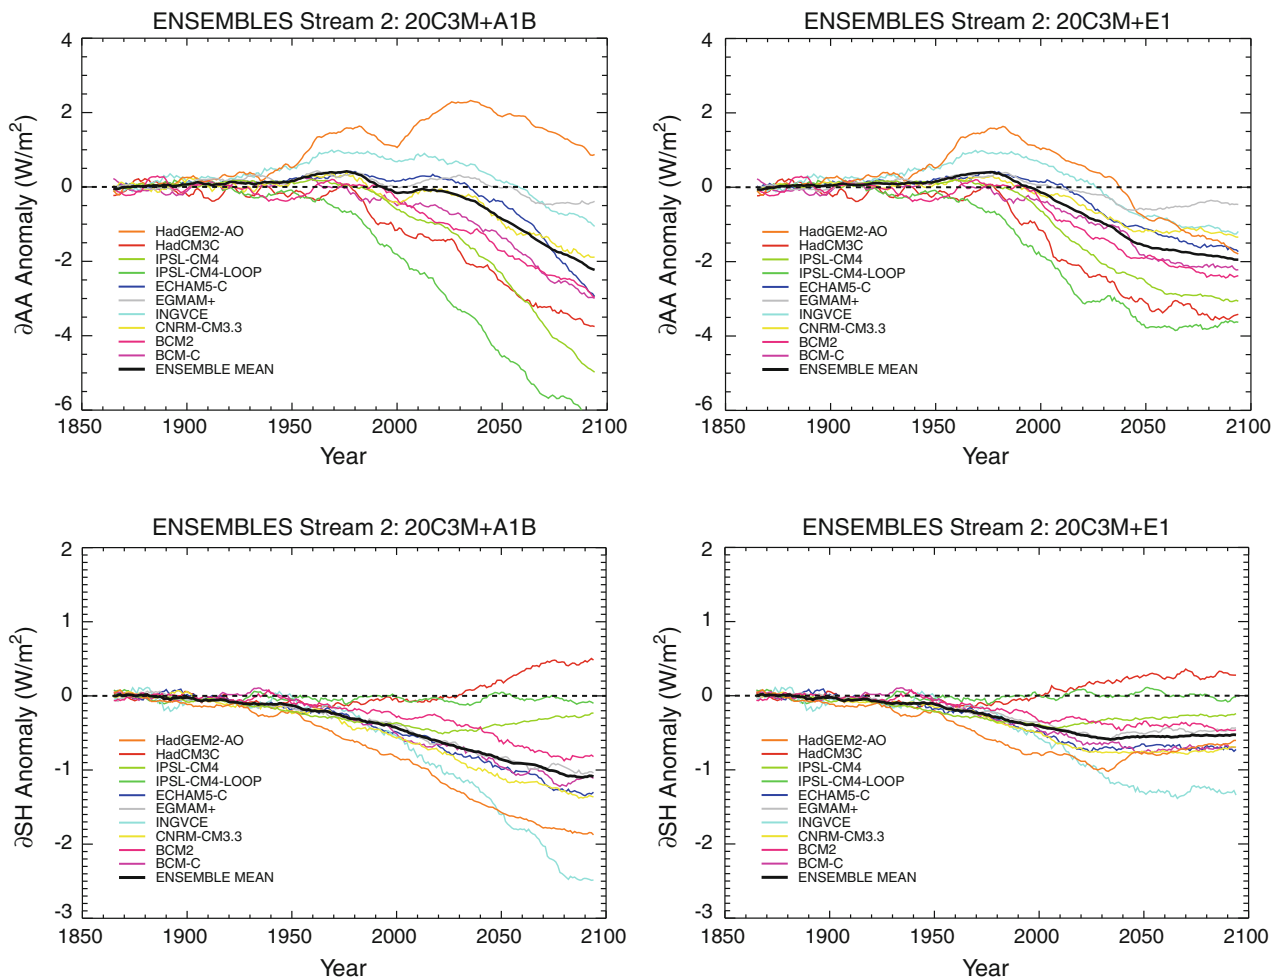 ENSEMBLES Stream 2: 20C3M+A1B
4
2
0
-2
-4
-6
∂AA Anomaly (W/m²)
HadGEM2-AO
HadCM3C
IPSL-CM4
IPSL-CM4-LOOP
ECHAM5-C
EGMAM+
INGVCE
CNRM-CM3.3
BCM2
BCM-C
ENSEMBLE MEAN
1850 1900 1950 2000 2050 2100
Year
ENSEMBLES Stream 2: 20C3M+E1
4
2
0
-2
-4
-6
∂AA Anomaly (W/m²)
HadGEM2-AO
HadCM3C
IPSL-CM4
IPSL-CM4-LOOP
ECHAM5-C
EGMAM+
INGVCE
CNRM-CM3.3
BCM2
BCM-C
ENSEMBLE MEAN
1850 1900 1950 2000 2050 2100
Year
ENSEMBLES Stream 2: 20C3M+A1B
2
1
0
-1
-2
-3
∂SH Anomaly (W/m²)
HadGEM2-AO
HadCM3C
IPSL-CM4
IPSL-CM4-LOOP
ECHAM5-C
EGMAM+
INGVCE
CNRM-CM3.3
BCM2
BCM-C
ENSEMBLE MEAN
1850 1900 1950 2000 2050 2100
Year
ENSEMBLES Stream 2: 20C3M+E1
2
1
0
-1
-2
-3
∂SH Anomaly (W/m²)
HadGEM2-AO
HadCM3C
IPSL-CM4
IPSL-CM4-LOOP
ECHAM5-C
EGMAM+
INGVCE
CNRM-CM3.3
BCM2
BCM-C
ENSEMBLE MEAN
1850 1900 1950 2000 2050 2100
Year